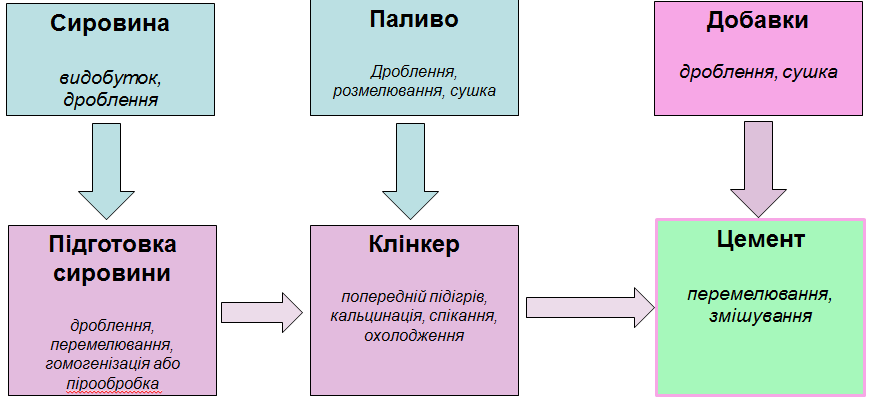 Сировина
видобуток,
дроблення
Паливо
Дроблення,
розмелювання, сушка
Добавки
дроблення, сушка
Підготовка
сировини
дроблення,
перемелювання,
гомогенізація або
пірообробка
Клінкер
попередній підігрів,
кальцинація, спікання,
охолодження
Цемент
перемелювання,
змішування